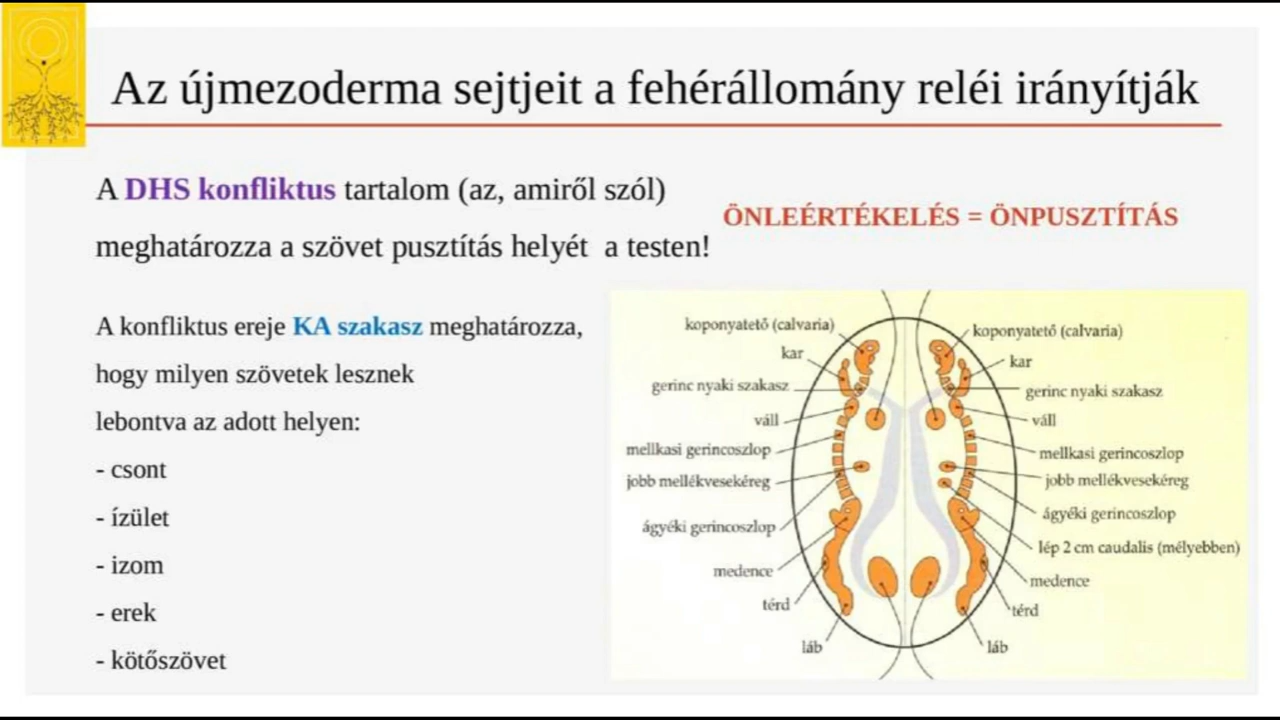 Az újmezoderma sejtjeit a fehérállomány reléi irányítják
A DHS konfliktus tartalom (az, amiről szól)
meghatározza a szövet pusztítás helyét a testen!
ÖNLEÉRTÉKELÉS = ÖNPUSZTÍTÁS
A konfliktus ereje KA szakasz meghatározza,
hogy milyen szövetek lesznek
lebontva az adott helyen:
- csont
- ízület
- izom
- erek
- kötőszövet
koponyatető (calvaria)
kar
gerinc nyaki szakasz
váll
mellkasi gerincoszlop
jobb mellékvesekéreg
ágyéki gerincoszlop
medence
térd
láb
koponyatető (calvaria)
kar
gerinc nyaki szakasz
váll
mellkasi gerincoszlop
jobb mellékvesekéreg
ágyéki gerincoszlop
lép 2 cm caudalis (mélyebben)
medence
térd
láb